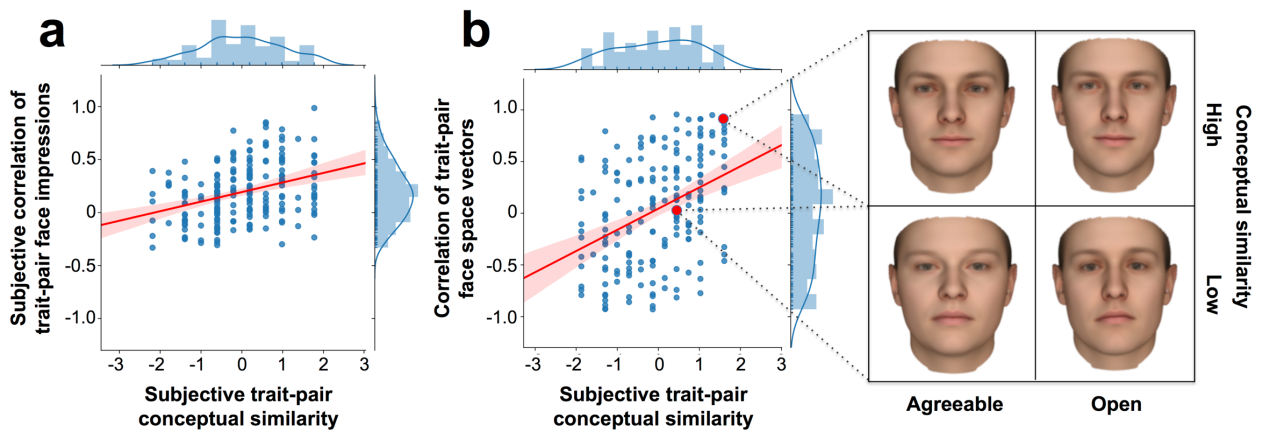 a
Subjective correlation of
trait-pair face impressions
1.0
0.5
0
-0.5
-1.0
-3 -2 -1 0 1 2 3
Subjective trait-pair
conceptual similarity
b
Correlation of trait-pair
face space vectors
1.0
0.5
0
-0.5
-1.0
-3 -2 -1 0 1 2 3
Subjective trait-pair
conceptual similarity
Conceptual similarity
High
Low
Agreeable Open